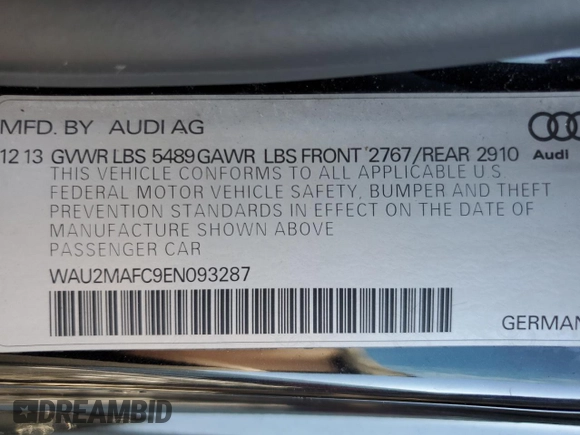 MFD. BY AUDI AG
12 13 GVWR LBS 5489 GAWR LBS FRONT 2767/REAR 2910
Audi
THIS VEHICLE CONFORMS TO ALL APPLICABLE U.S.
FEDERAL MOTOR VEHICLE SAFETY, BUMPER AND THEFT
PREVENTION STANDARDS IN EFFECT ON THE DATE OF
MANUFACTURE SHOWN ABOVE
PASSENGER CAR
WAU2MAFC9EN093287
GERMAN
DREAMBID